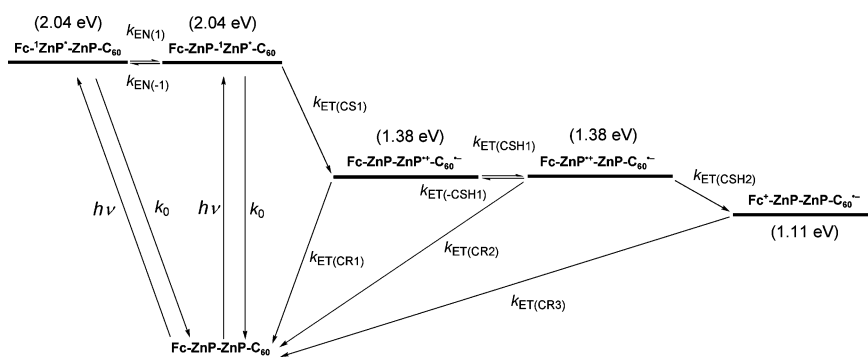 (2.04 eV)
(2.04 eV)
kEN(1)
Fc-¹ZnP*-ZnP-C₆₀
Fc-ZnP-¹ZnP*-C₆₀
kEN(-1)
kET(CS1)
(1.38 eV)
kET(CSH1)
(1.38 eV)
Fc-ZnP-ZnP•⁺-C₆₀•⁻
Fc-ZnP•⁺-ZnP-C₆₀•⁻
kET(-CSH1)
kET(CSH2)
Fc⁺-ZnP-ZnP-C₆₀•⁻
(1.11 eV)
hν
k₀
hν
k₀
kET(CR1)
kET(CR2)
kET(CR3)
Fc-ZnP-ZnP-C₆₀